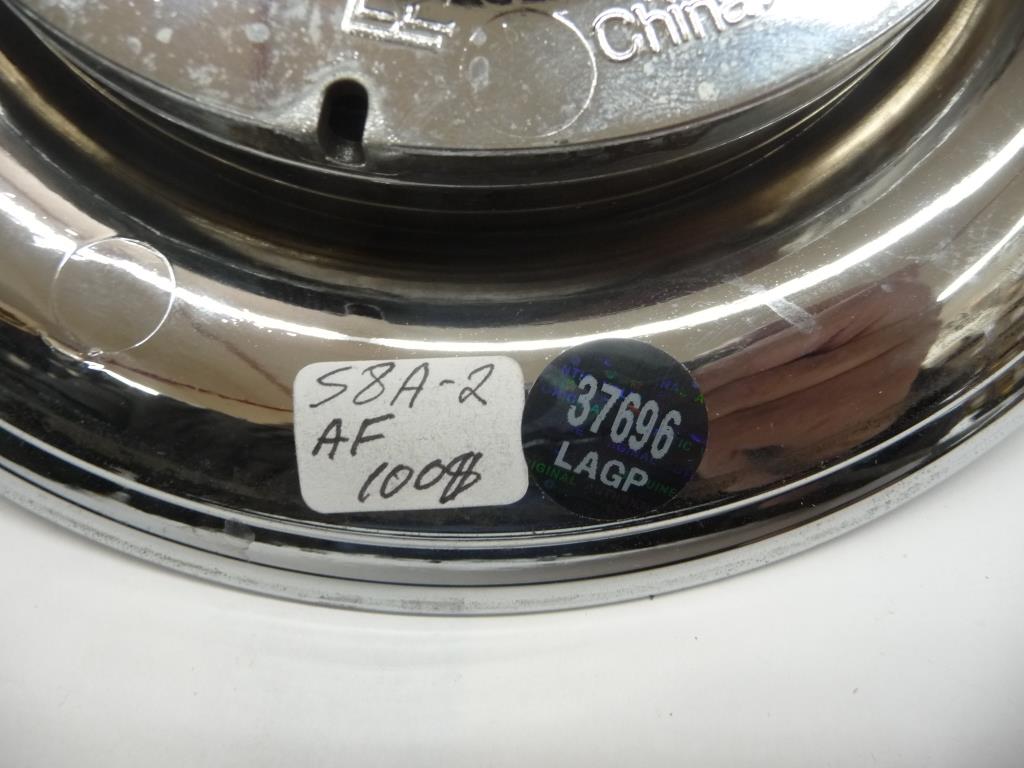 China
S8A-2
AF
100$
37696
LAGP